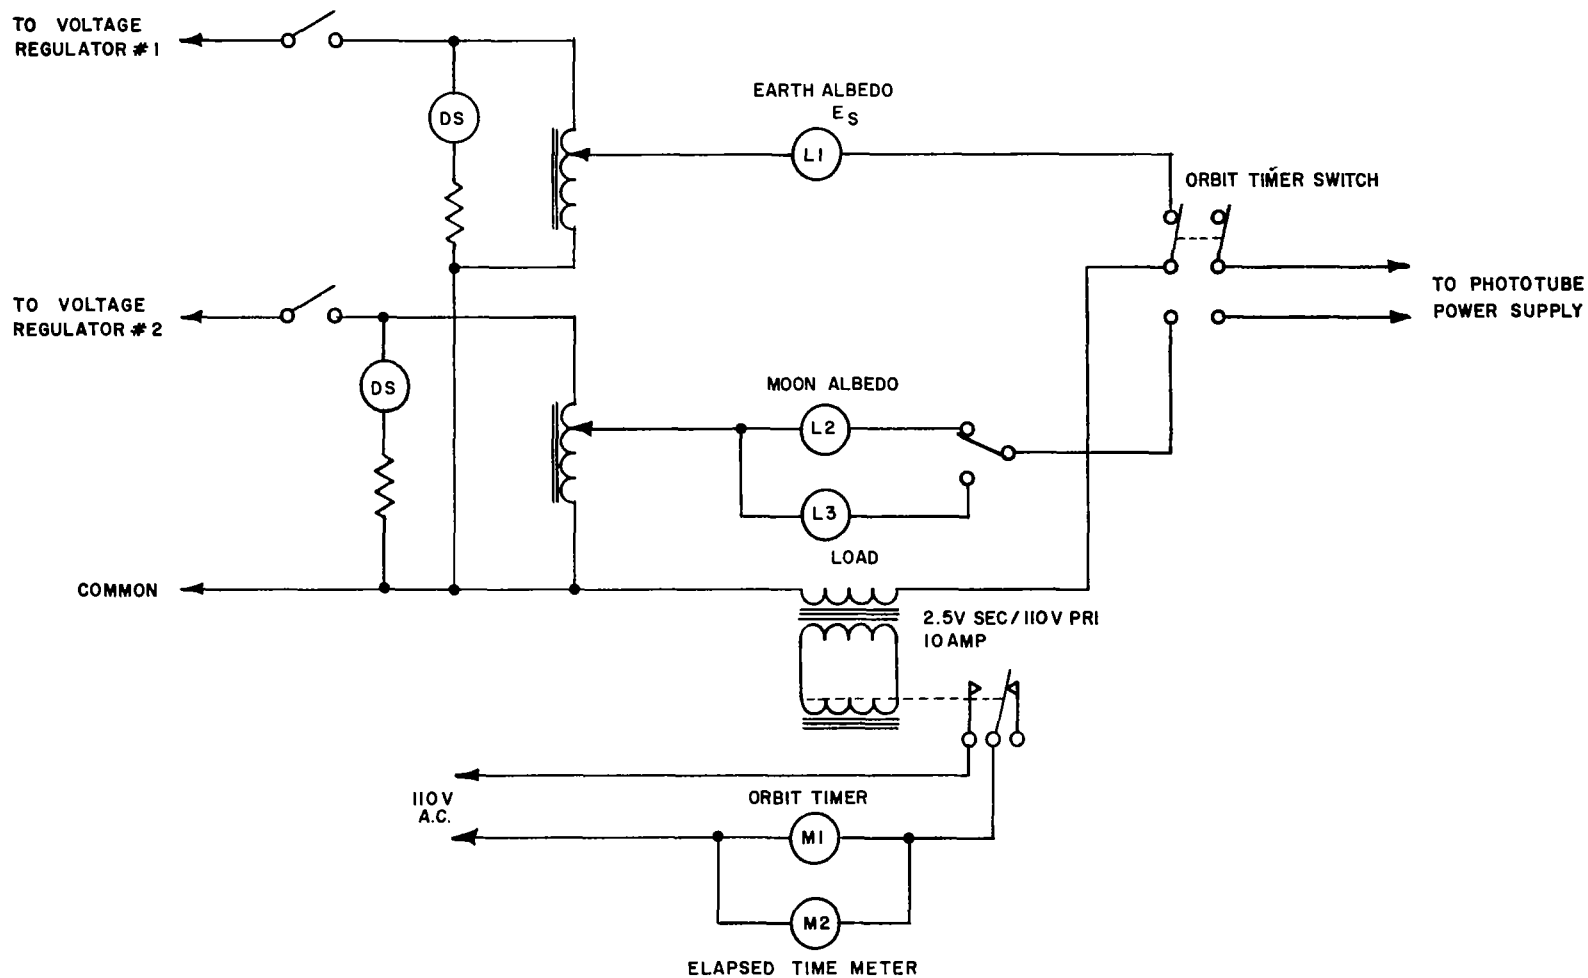 TO VOLTAGE
REGULATOR #1
DS
EARTH ALBEDO
ES
L1
ORBIT TIMER SWITCH
TO VOLTAGE
REGULATOR #2
DS
TO PHOTOTUBE
POWER SUPPLY
MOON ALBEDO
L2
L3
LOAD
COMMON
2.5V SEC/110V PRI
10 AMP
110V
A.C.
ORBIT TIMER
M1
M2
ELAPSED TIME METER